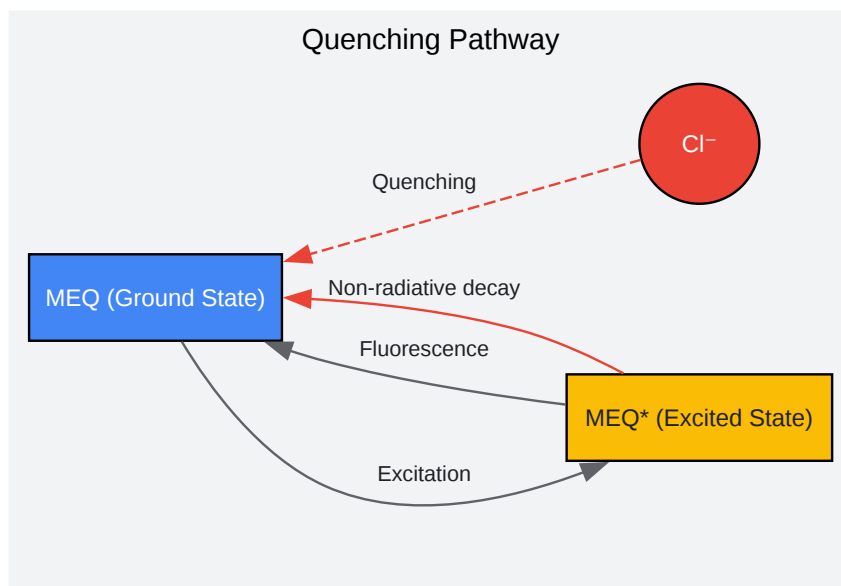 Quenching Pathway
Cl⁻
Quenching
Non-radiative decay
MEQ (Ground State)
Fluorescence
MEQ* (Excited State)
Excitation